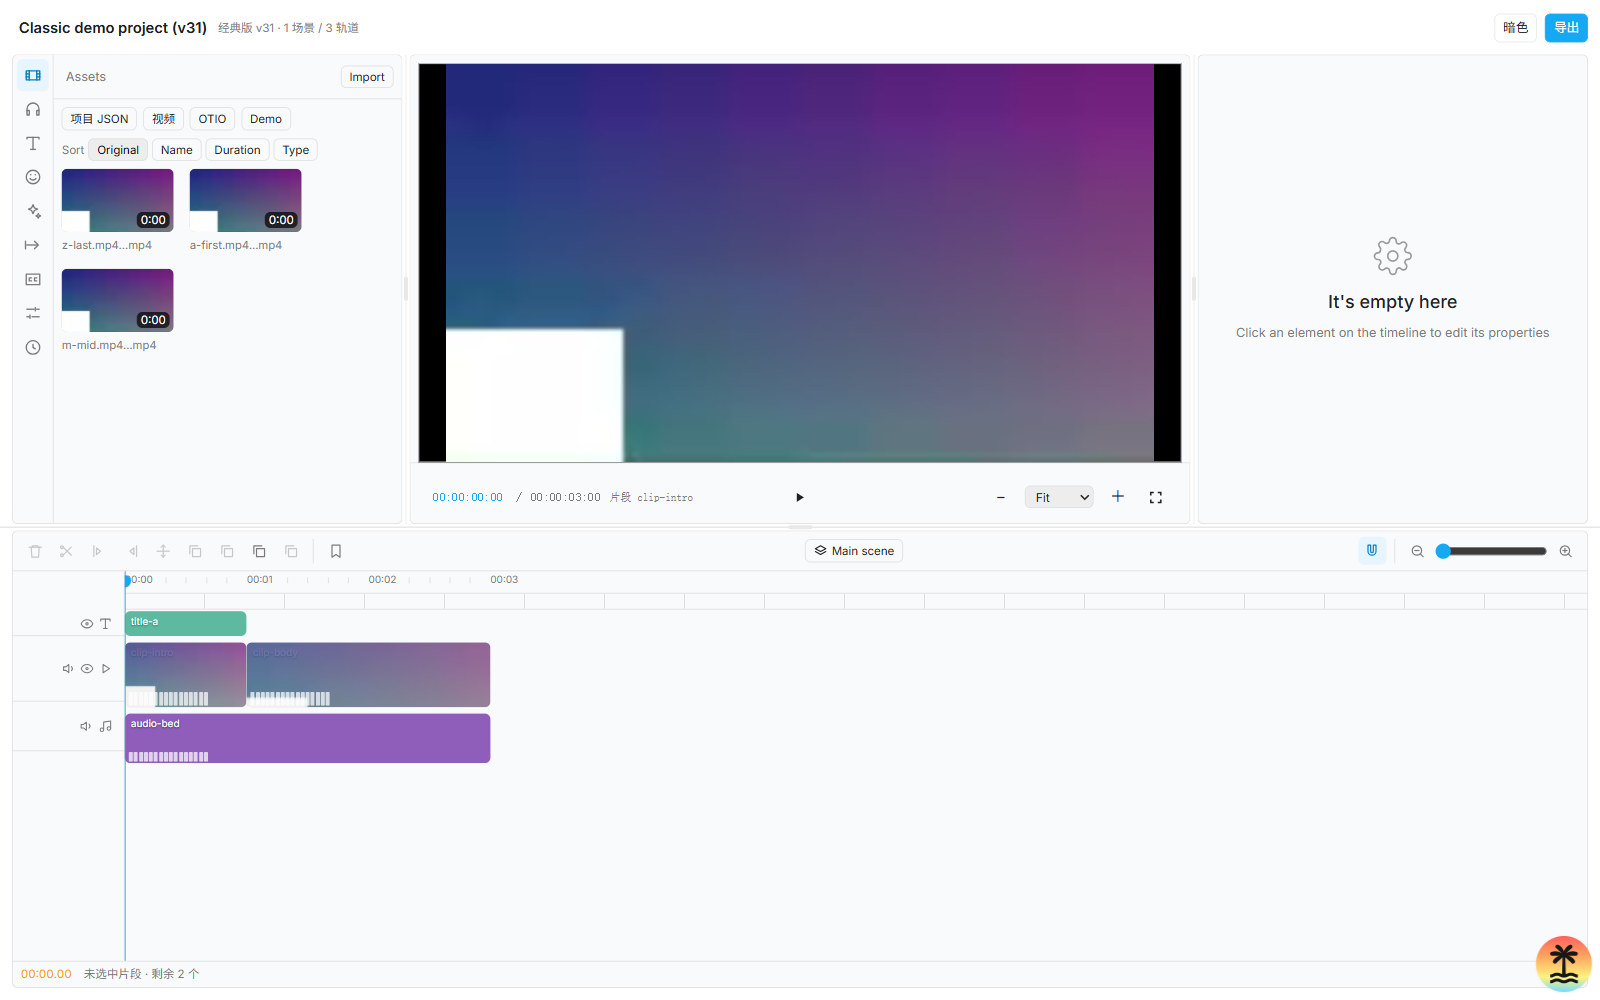 Classic demo project (v31) 经典版 v31 · 1 场景 / 3 轨道
暗色 导出
Assets Import
项目 JSON 视频 OTIO Demo
Sort Original Name Duration Type
0:00 0:00
z-last.mp4...mp4 a-first.mp4...mp4
0:00
m-mid.mp4...mp4
It's empty here
Click an element on the timeline to edit its properties
00:00:00:00 / 00:00:03:00 片段 clip-intro
Fit
Main scene
0:00 00:01 00:02 00:03
title-a
clip-intro clip-body
audio-bed
00:00.00 未选中片段 · 剩余 2 个